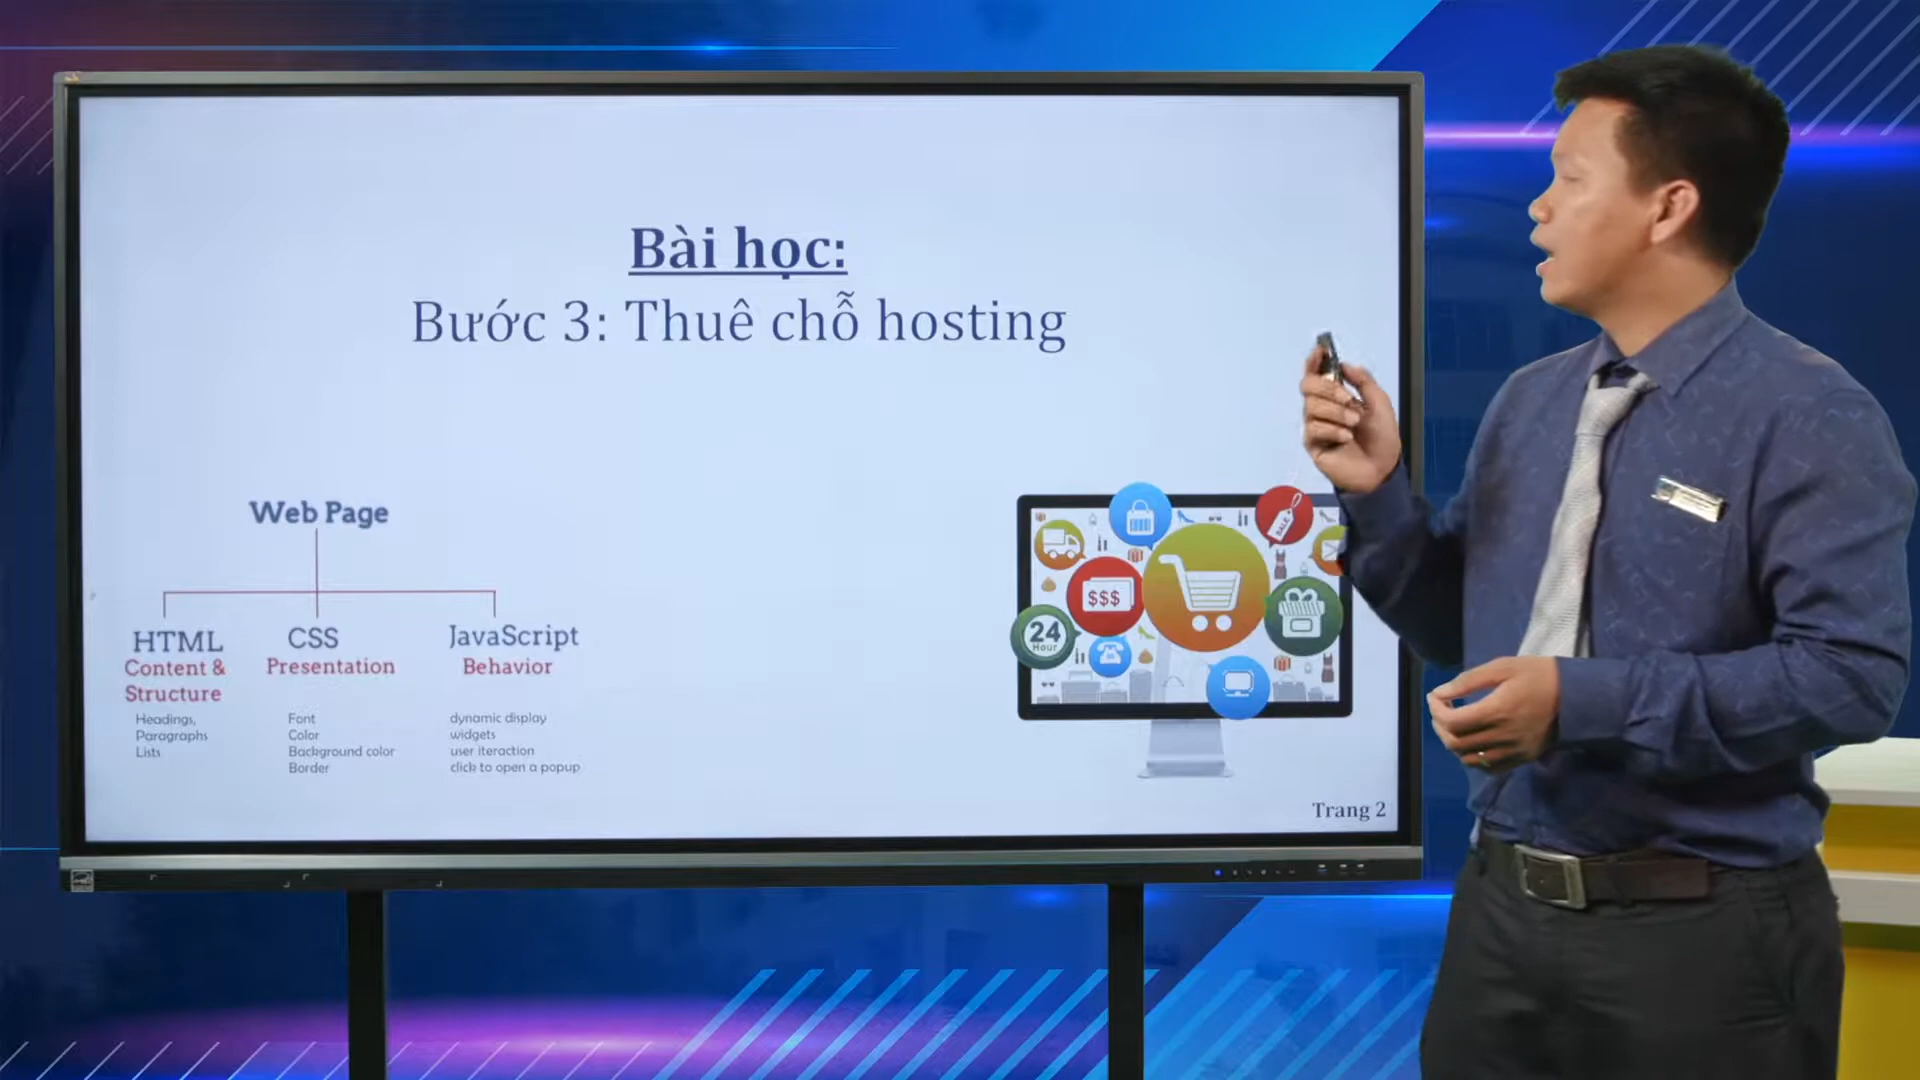 Bài học:
Bước 3: Thuê chỗ hosting
Web Page
HTML
Content &
Structure
Headings,
Paragraphs
Lists
CSS
Presentation
Font
Color
Background color
Border
JavaScript
Behavior
dynamic display
widgets
user iteraction
click to open a popup
SALE
$$$
24
Hour
Trang 2